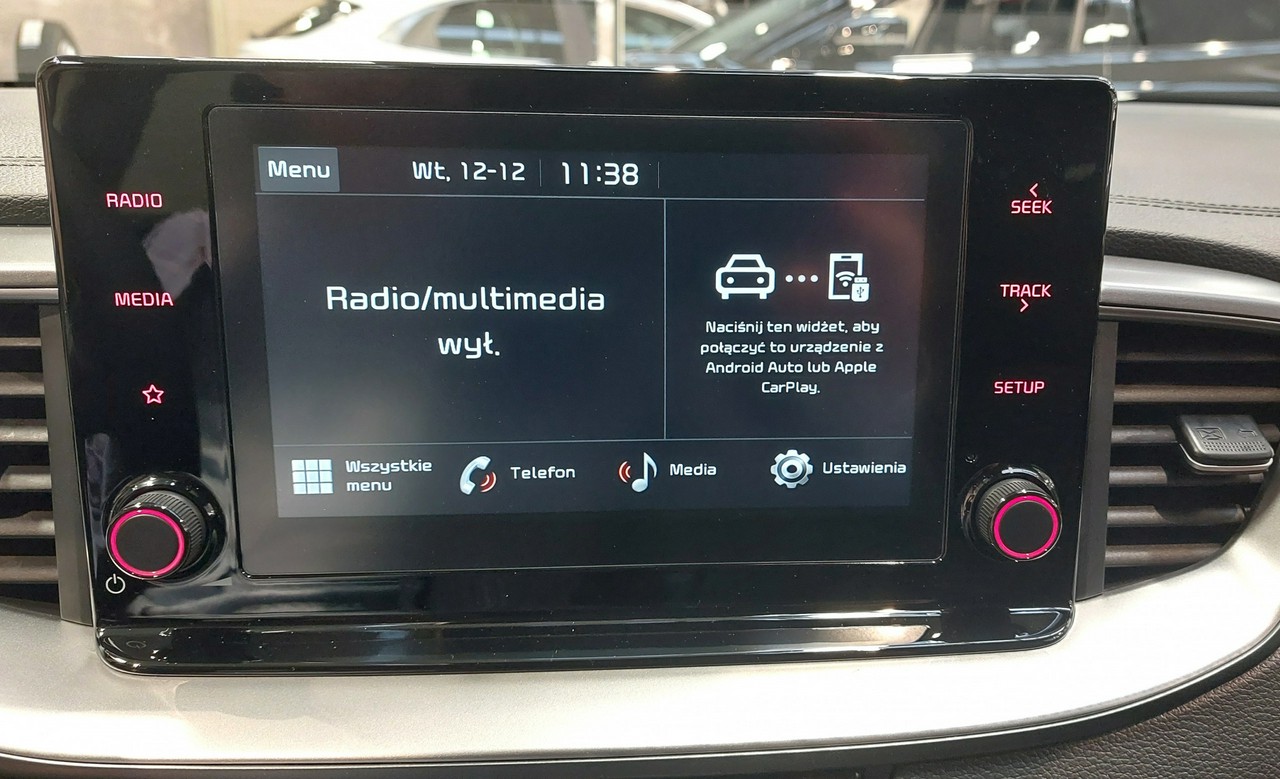 Menu
Wt, 12-12
11:38
RADIO
MEDIA
Radio/multimedia
wył.
Naciśnij ten widżet, aby
połączyć to urządzenie z
Android Auto lub Apple
CarPlay.
Wszystkie
menu
Telefon
Media
Ustawienia
SEEK
TRACK
SETUP